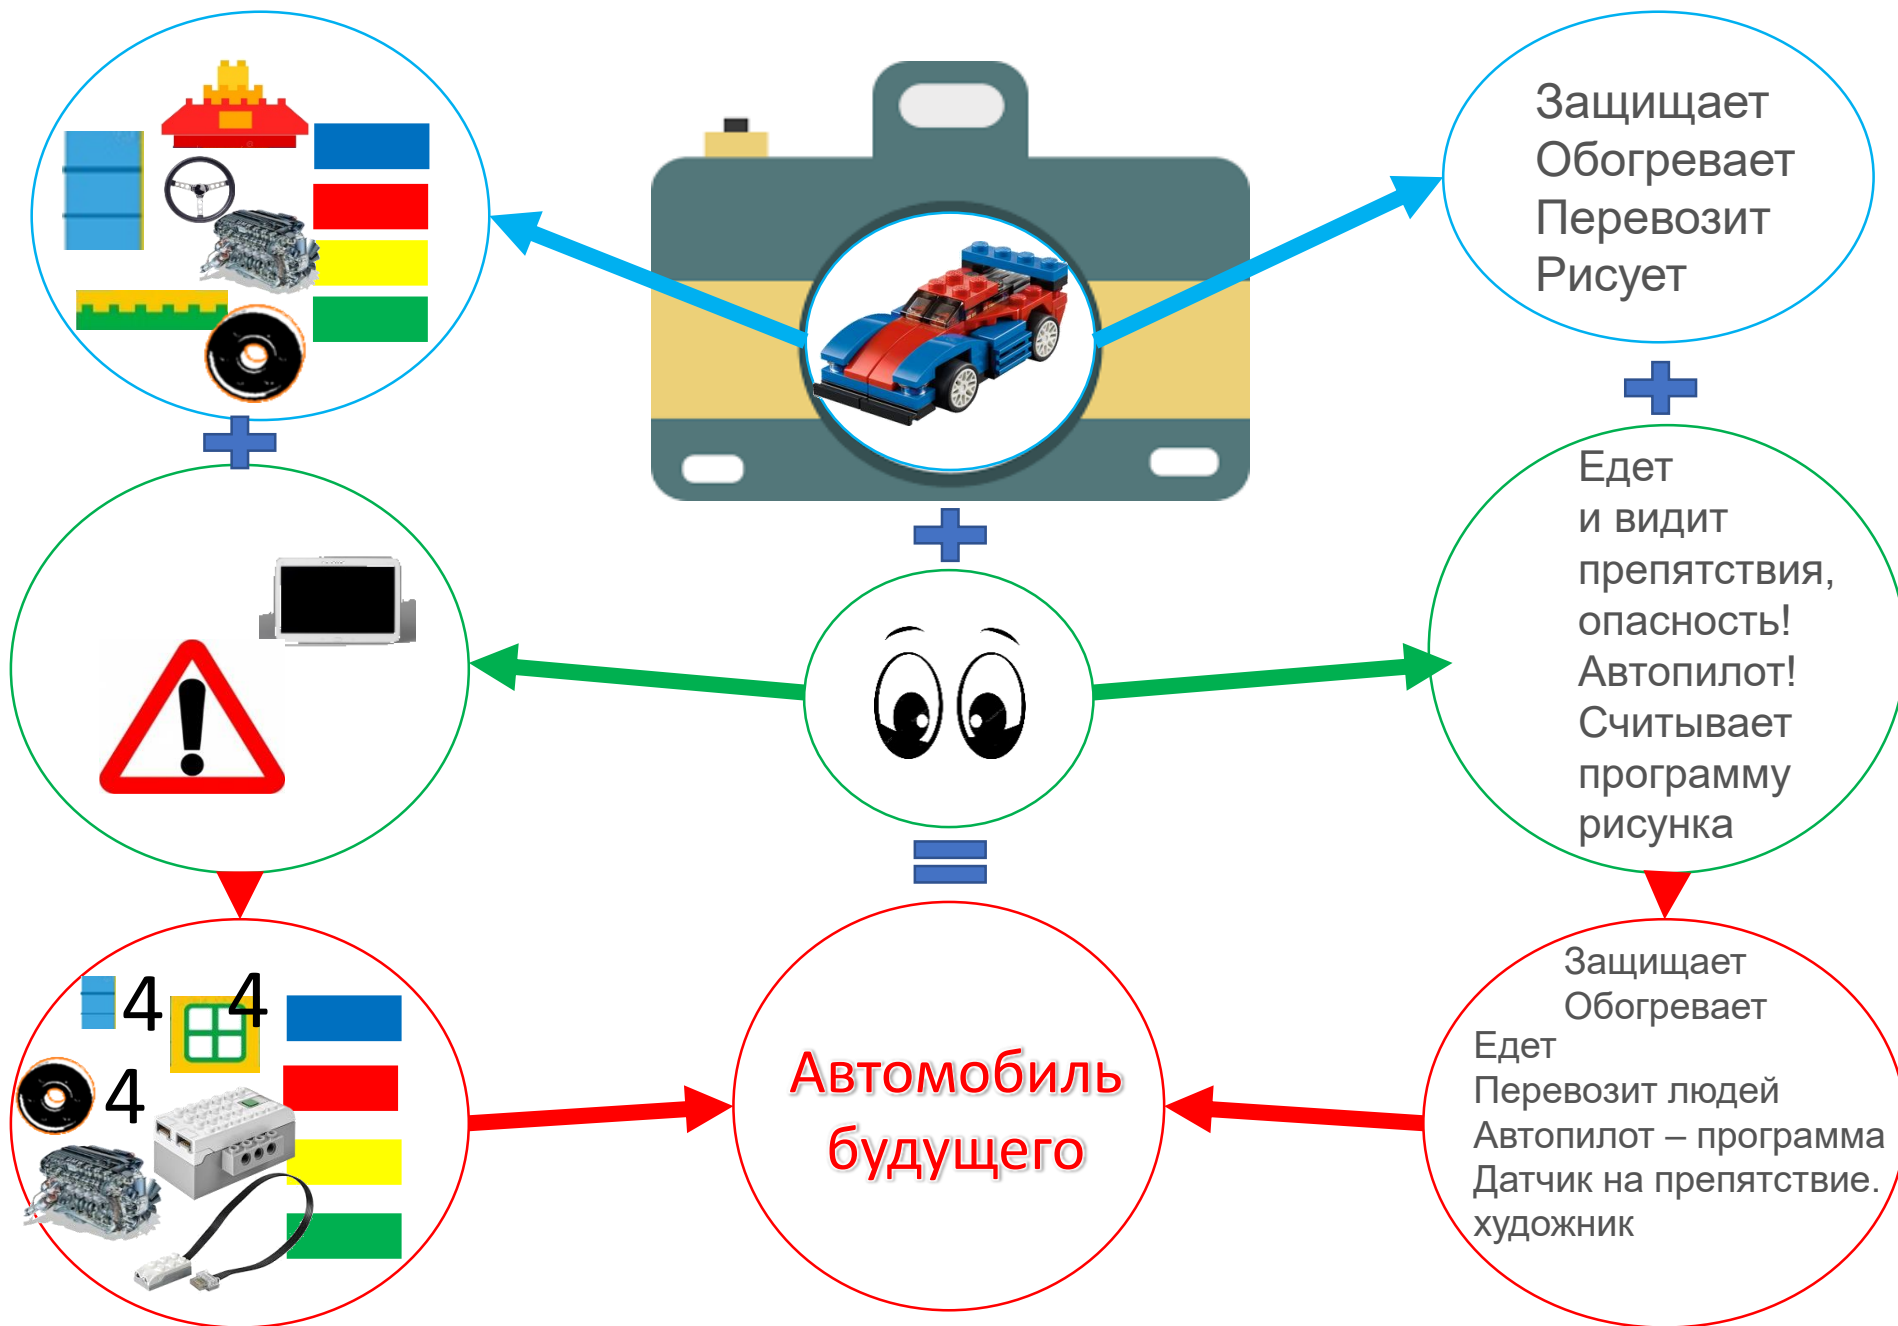 Защищает
Обогревает
Перевозит
Рисует
Едет
и видит
препятствия,
опасность!
Автопилот!
Считывает
программу
рисунка
4
4
4
Автомобиль
будущего
Защищает
Обогревает
Едет
Перевозит людей
Автопилот – программа
Датчик на препятствие.
художник